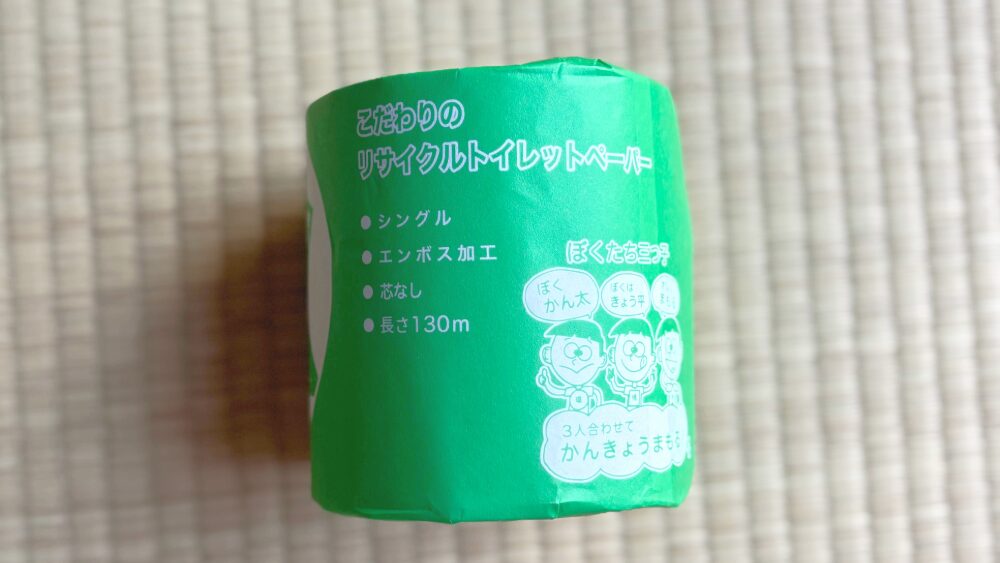 こだわりの
リサイクルトイレットペーパー
●シングル
●エンボス加工
●芯なし
●長さ130m
ぼくたち三つ子
ぼく
かん太
ぼくは
きょう平
3人合わせて
かんきょうまもる